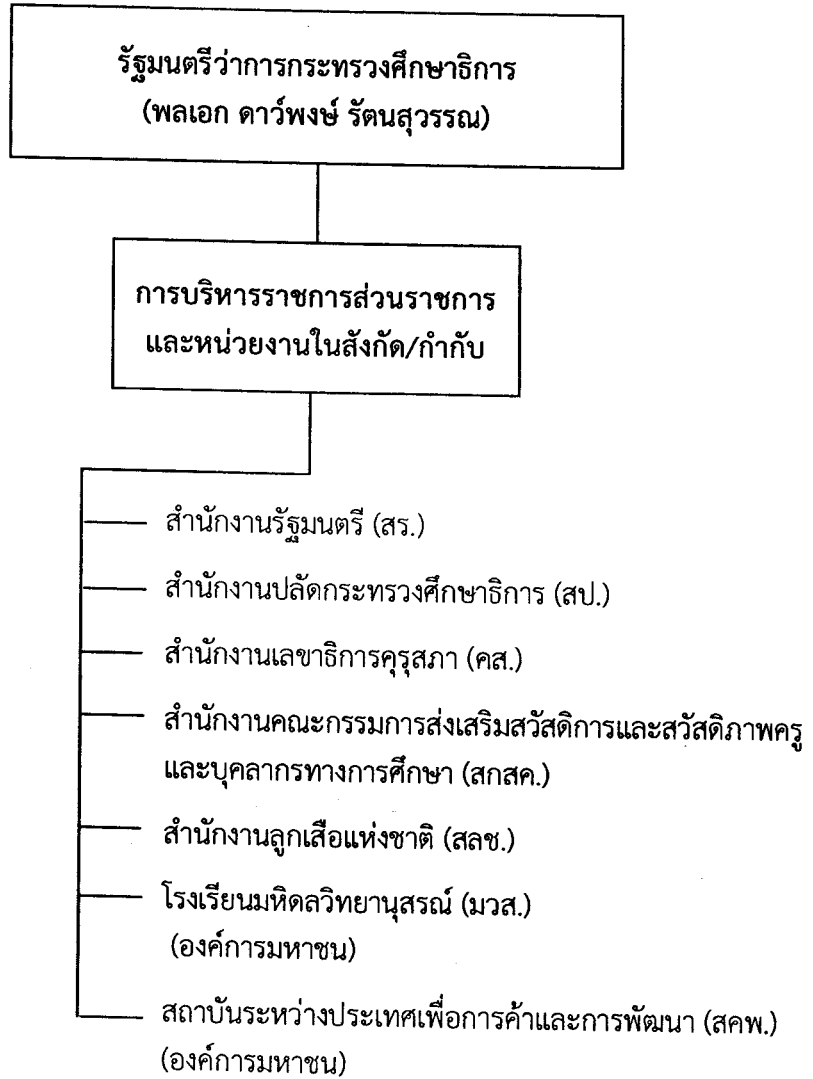 รัฐมนตรีว่าการกระทรวงศึกษาธิการ
(พลเอก ดาว์พงษ์ รัตนสุวรรณ)
การบริหารราชการส่วนราชการ
และหน่วยงานในสังกัด/กำกับ
สำนักงานรัฐมนตรี (สร.)
สำนักงานปลัดกระทรวงศึกษาธิการ (สป.)
สำนักงานเลขาธิการคุรุสภา (คส.)
สำนักงานคณะกรรมการส่งเสริมสวัสดิการและสวัสดิภาพครู
และบุคลากรทางการศึกษา (สกสค.)
สำนักงานลูกเสือแห่งชาติ (สลช.)
โรงเรียนมหิดลวิทยานุสรณ์ (มวส.)
(องค์การมหาชน)
สถาบันระหว่างประเทศเพื่อการค้าและการพัฒนา (สคพ.)
(องค์การมหาชน)